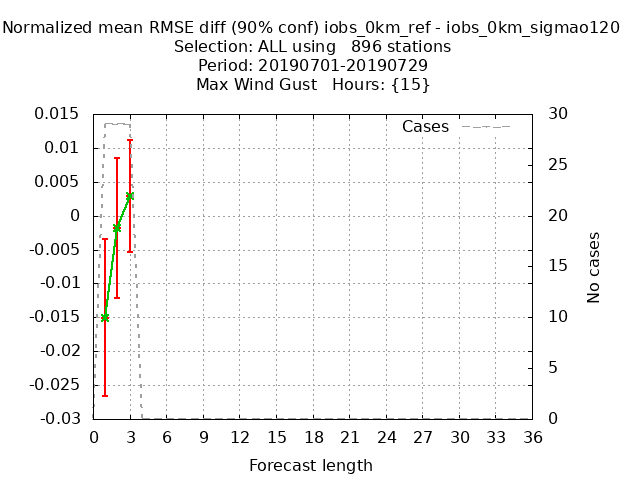 Normalized mean RMSE diff (90% conf) iobs_0km_ref - iobs_0km_sigmao120
Selection: ALL using   896 stations
Period: 20190701-20190729
Max Wind Gust   Hours: {15}
Cases
0.015
0.01
0.005
0
-0.005
-0.01
-0.015
-0.02
-0.025
-0.03
30
25
20
15
10
5
0
No cases
0 3 6 9 12 15 18 21 24 27 30 33 36
Forecast length